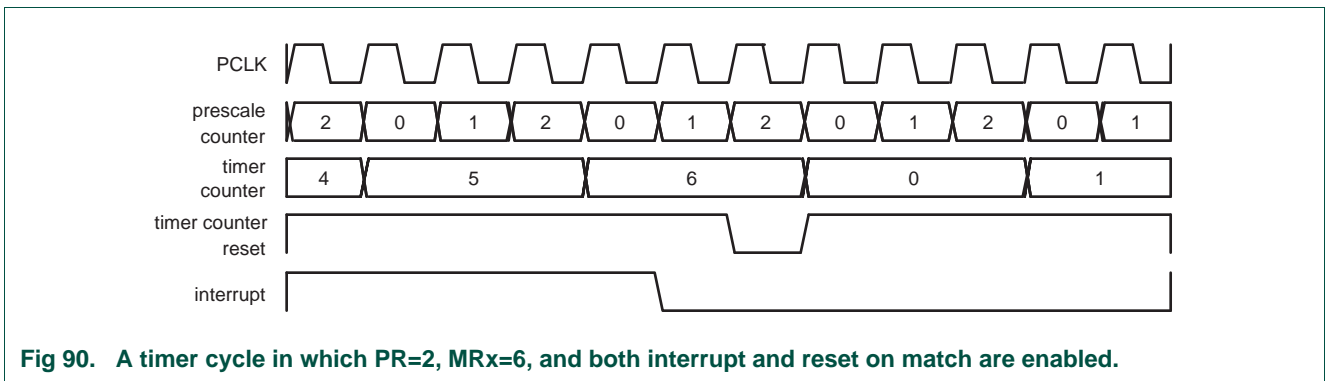 PCLK
prescale
counter
2 0 1 2 0 1 2 0 1 2 0 1
timer
counter
4 5 6 0 1
timer counter
reset
interrupt
Fig 90. A timer cycle in which PR=2, MRx=6, and both interrupt and reset on match are enabled.